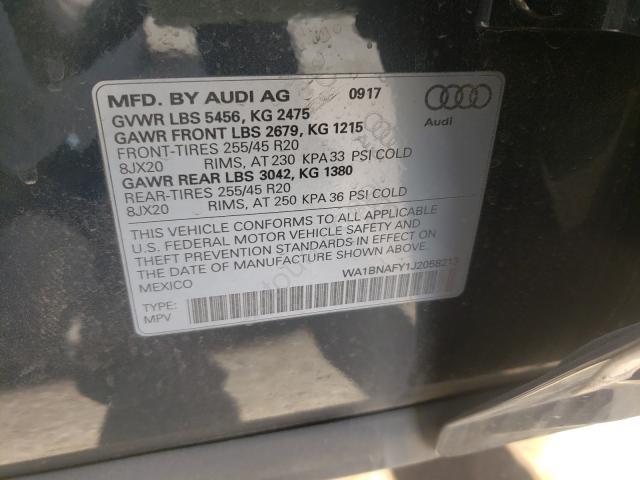 MFD. BY AUDI AG 0917
Audi
GVWR LBS 5456, KG 2475
GAWR FRONT LBS 2679, KG 1215
FRONT-TIRES 255/45 R20
8JX20 RIMS, AT 230 KPA 33 PSI COLD
GAWR REAR LBS 3042, KG 1380
REAR-TIRES 255/45 R20
8JX20 RIMS, AT 250 KPA 36 PSI COLD
THIS VEHICLE CONFORMS TO ALL APPLICABLE
U.S. FEDERAL MOTOR VEHICLE SAFETY AND
THEFT PREVENTION STANDARDS IN EFFECT ON
THE DATE OF MANUFACTURE SHOWN ABOVE.
MEXICO WA1BNAFY1J2058213
TYPE:
MPV